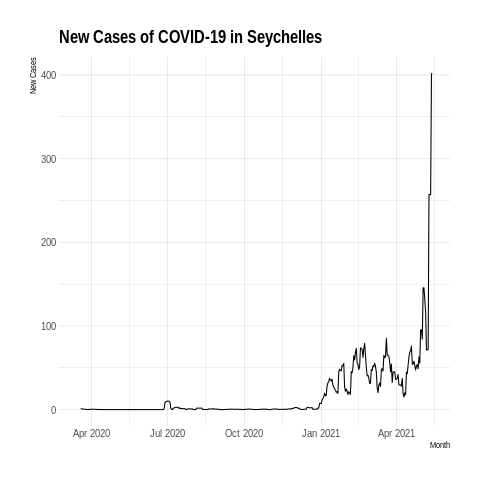 New Cases of COVID-19 in Seychelles
New Cases
400
300
200
100
0
Apr 2020 Jul 2020 Oct 2020 Jan 2021 Apr 2021
Month